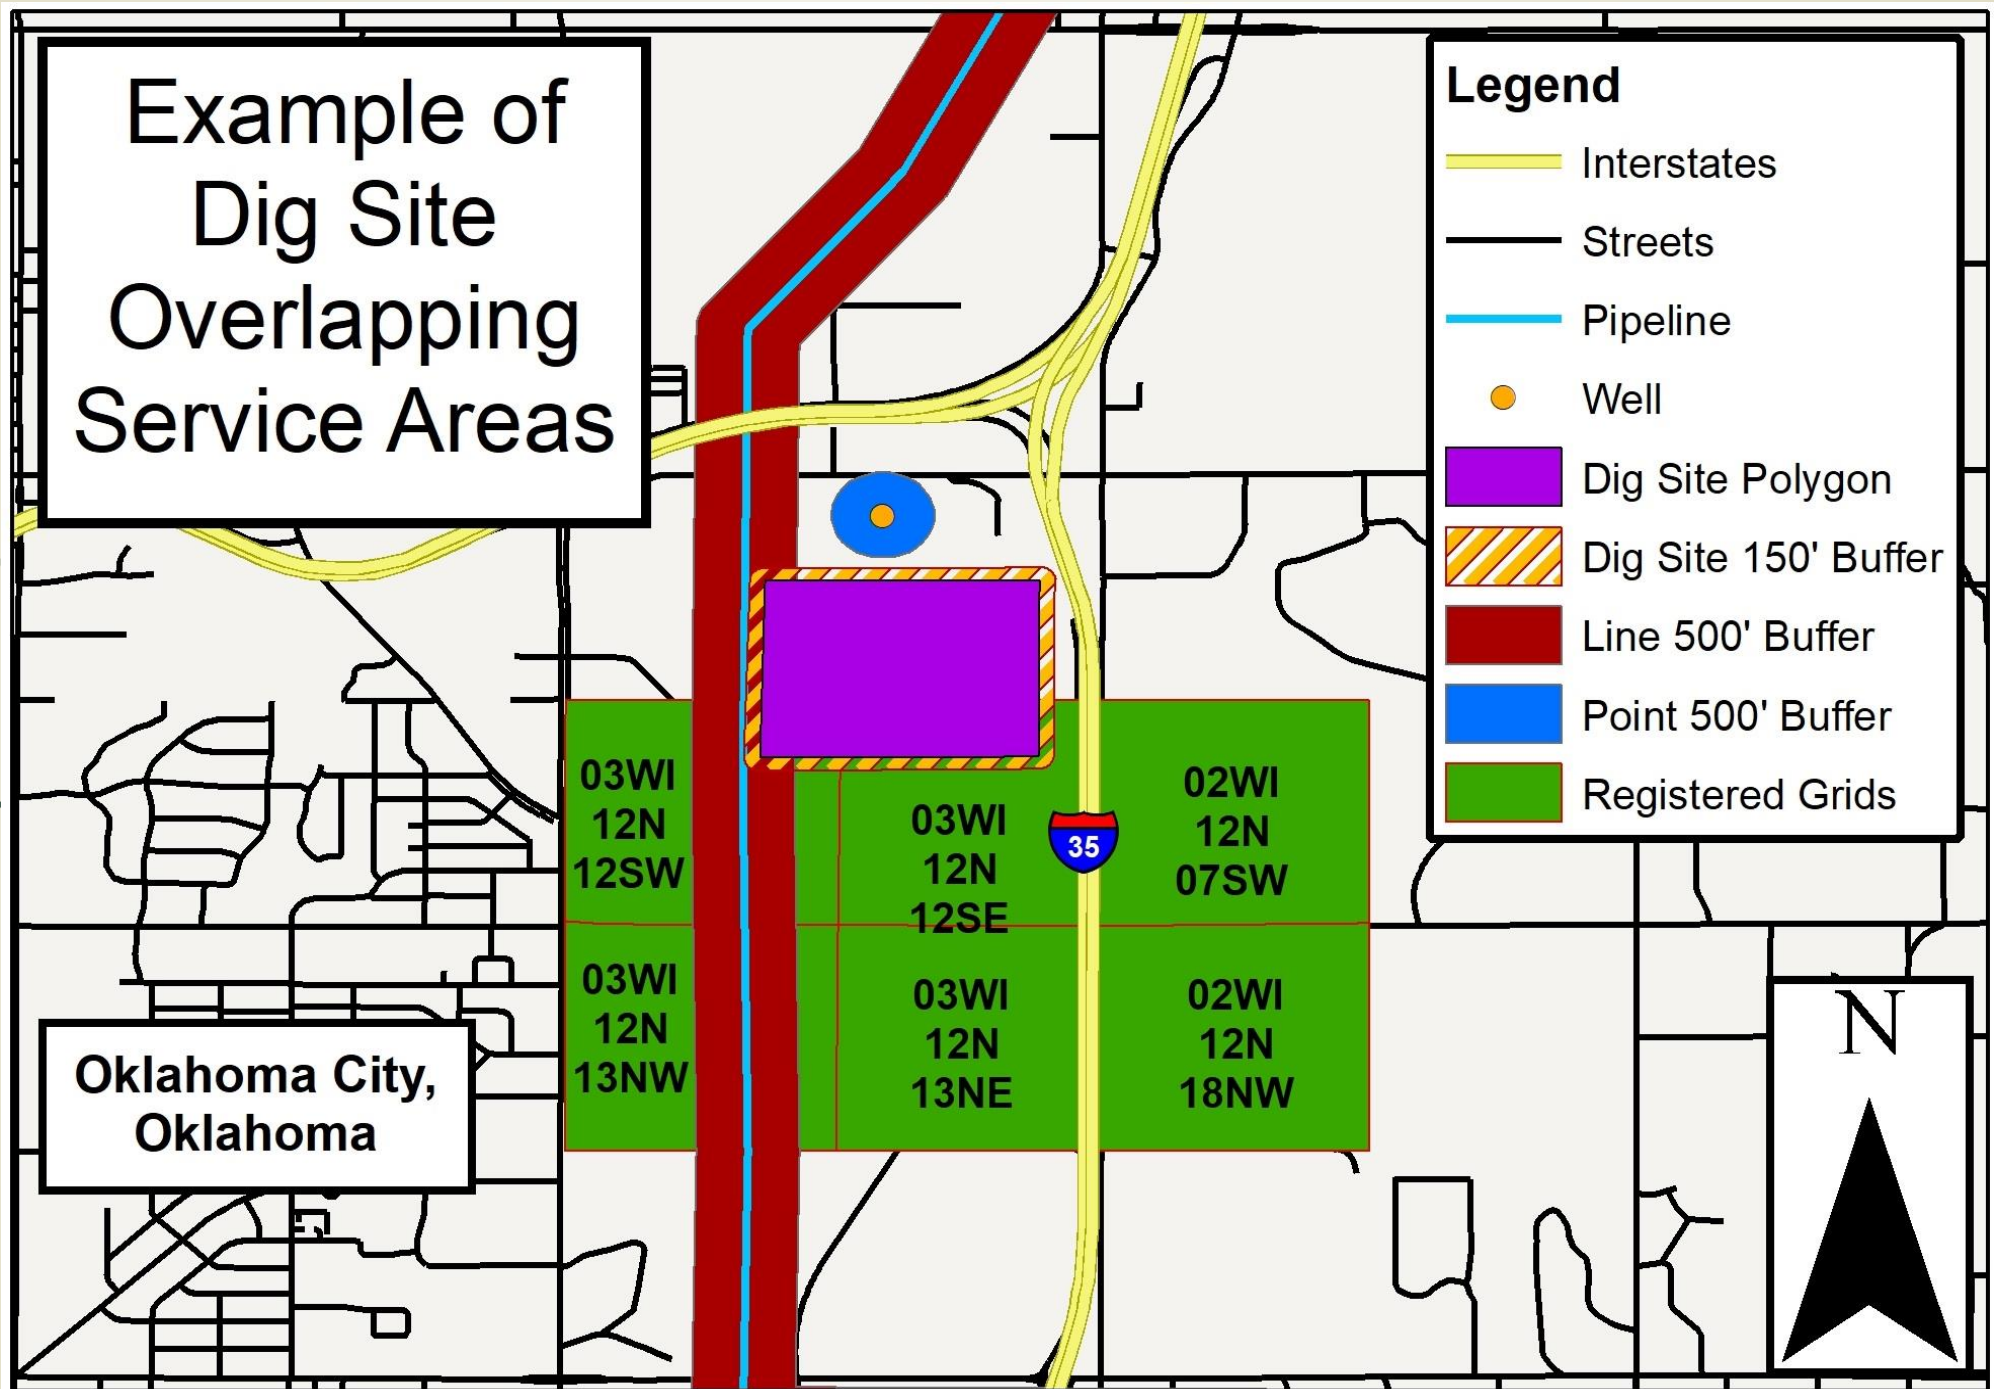 Example of
Dig Site
Overlapping
Service Areas
Legend
Interstates
Streets
Pipeline
Well
Dig Site Polygon
Dig Site 150' Buffer
Line 500' Buffer
Point 500' Buffer
Registered Grids
03WI
12N
12SW
03WI
12N
12SE
35
02WI
12N
07SW
03WI
12N
13NW
03WI
12N
13NE
02WI
12N
18NW
Oklahoma City,
Oklahoma
N